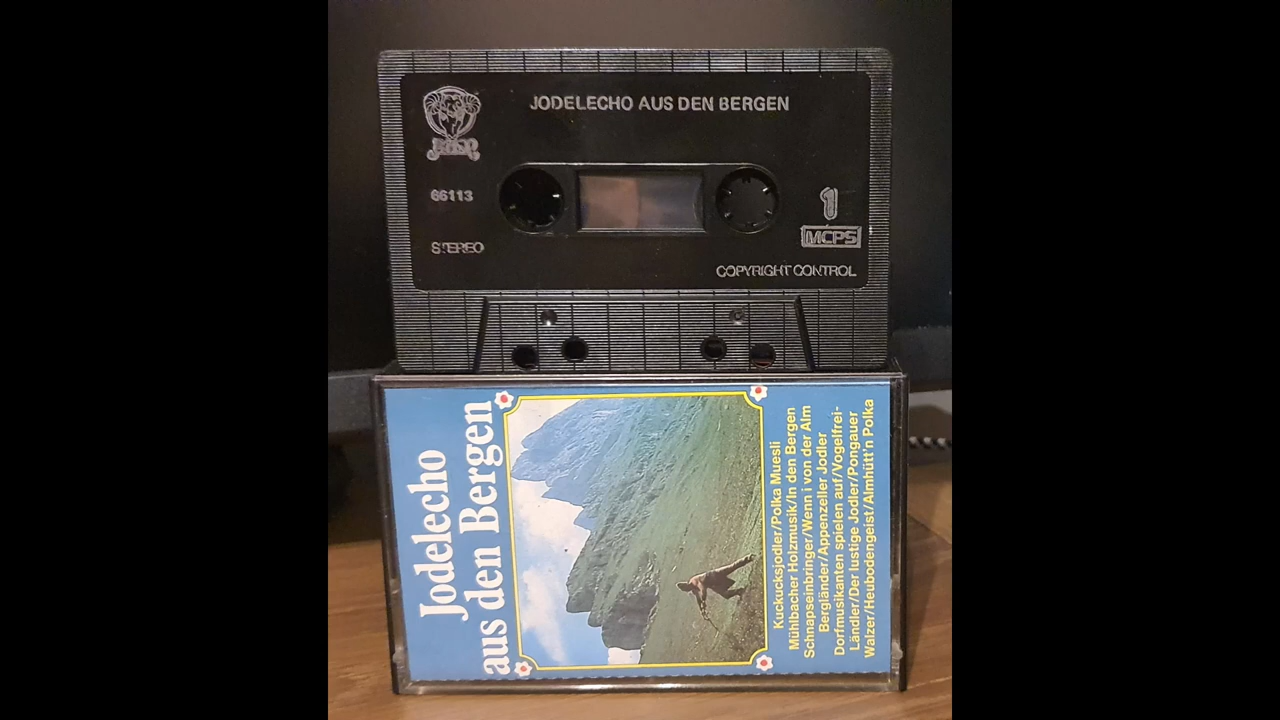 JODELECHO AUS DEN BERGEN
66113
1
STEREO
MCPS
COPYRIGHT CONTROL
Jodelecho
aus den Bergen
Kuckucksjodler/Polka Muesli
Mühlbacher Holzmusik/In den Bergen
Schnapseinbringer/Wenn i von der Alm
Bergländer/Appenzeller Jodler
Dorfmusikanten spielen auf/Vogelfrei-
Ländler/Der lustige Jodler/Pongauer
Walzer/Heubodengeist/Almhütt'n Polka